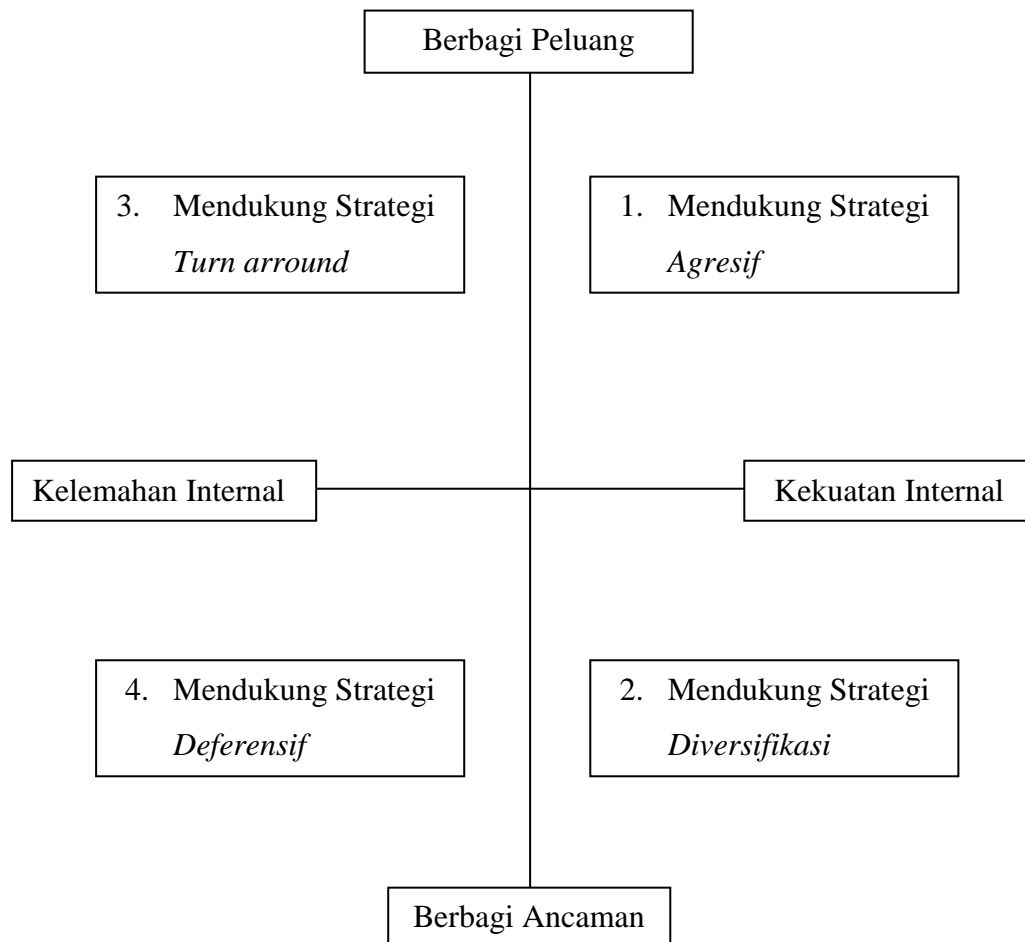 Berbagi Peluang
3. Mendukung Strategi
Turn arround
1. Mendukung Strategi
Agresif
Kelemahan Internal
Kekuatan Internal
4. Mendukung Strategi
Deferensif
2. Mendukung Strategi
Diversifikasi
Berbagi Ancaman